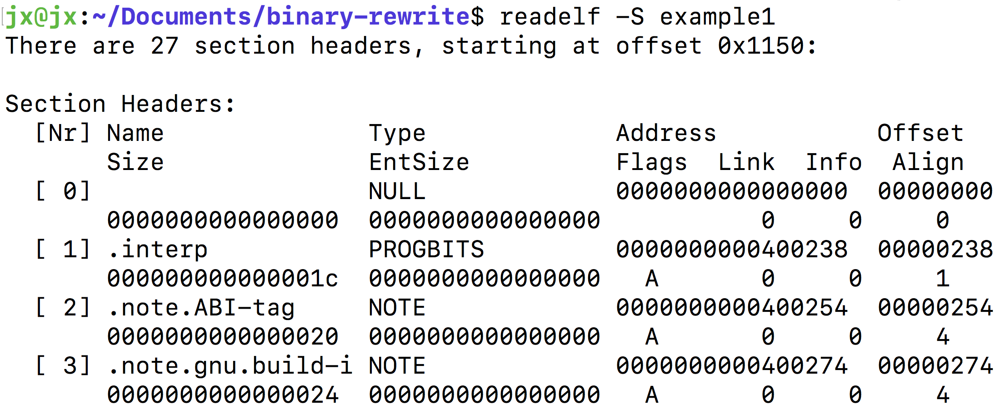 jx@jx:~/Documents/binary-rewrite$ readelf -S example1
There are 27 section headers, starting at offset 0x1150:
Section Headers:
[Nr] Name Type Address Offset
Size EntSize Flags Link Info Align
[ 0] NULL 0000000000000000 00000000
0000000000000000 0000000000000000 0 0 0
[ 1] .interp PROGBITS 0000000000400238 00000238
000000000000001c 0000000000000000 A 0 0 1
[ 2] .note.ABI-tag NOTE 0000000000400254 00000254
0000000000000020 0000000000000000 A 0 0 4
[ 3] .note.gnu.build-i NOTE 0000000000400274 00000274
0000000000000024 0000000000000000 A 0 0 4